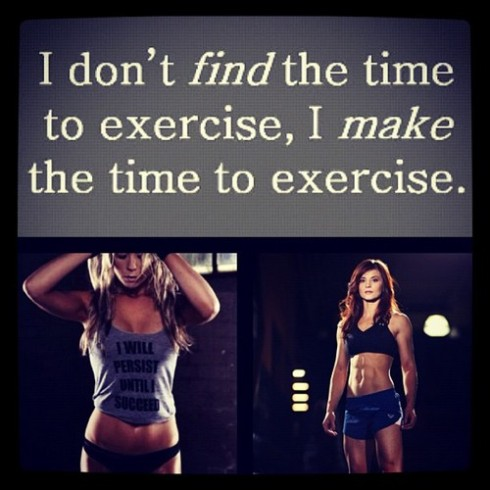 I don't find the time
to exercise, I make
the time to exercise.
I WILL
PERSIST
UNTIL I
SUCCEED